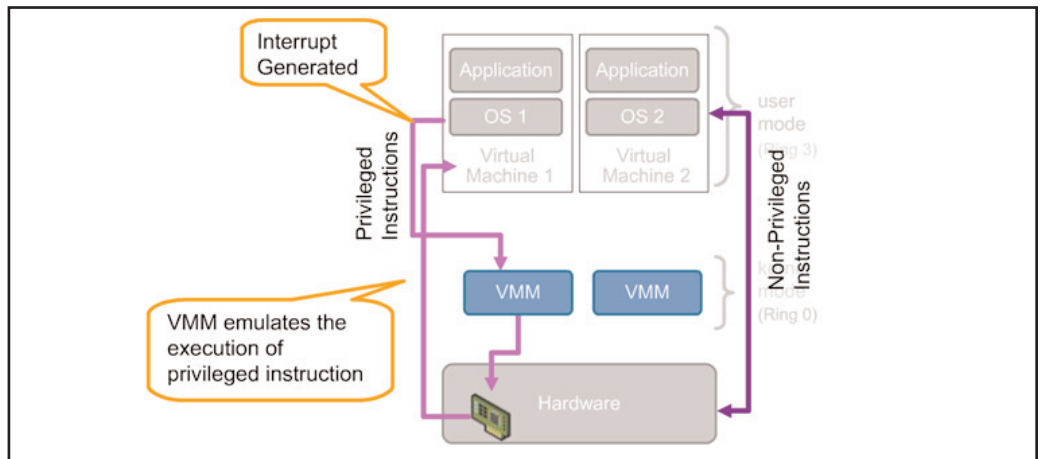 Interrupt
Generated
Application
Application
OS 1
OS 2
Virtual
Machine 1
Virtual
Machine 2
user
mode
(Ring 3)
Privileged
Instructions
Non-Privileged
Instructions
VMM
VMM
mode
(Ring 0)
VMM emulates the
execution of
privileged instruction
Hardware